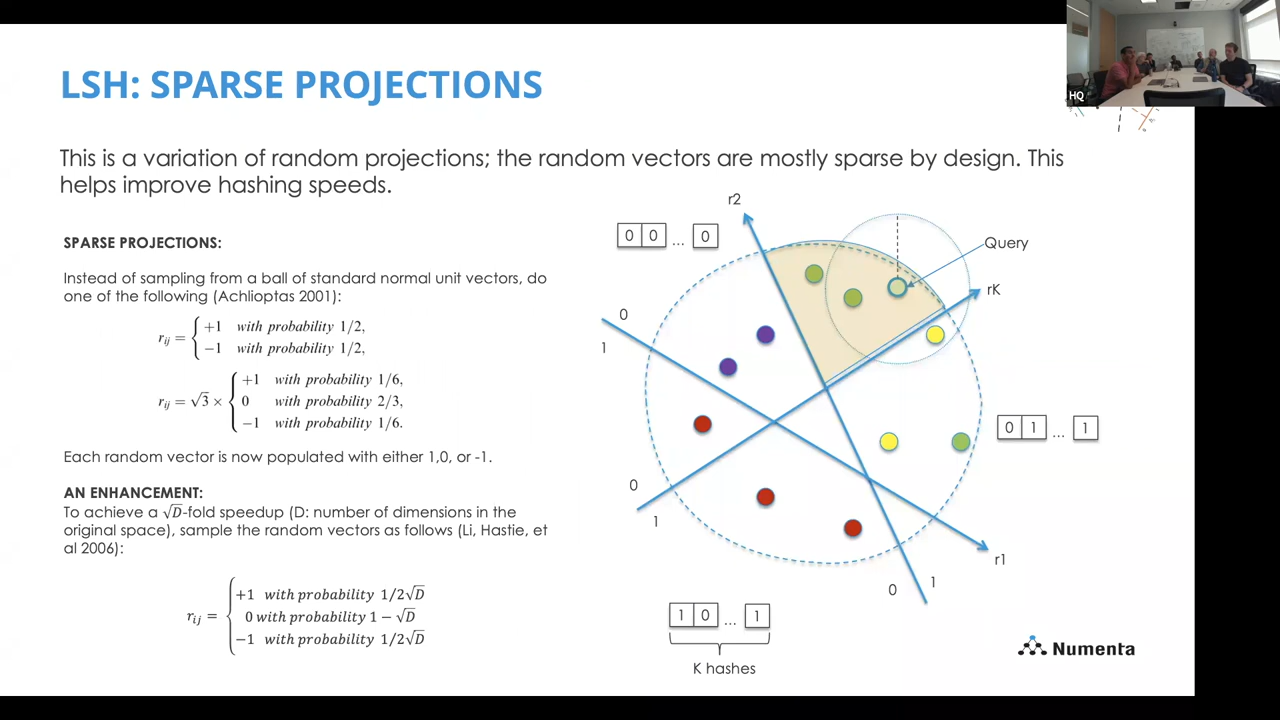 HQ
LSH: SPARSE PROJECTIONS
This is a variation of random projections; the random vectors are mostly sparse by design. This
helps improve hashing speeds.
SPARSE PROJECTIONS:
Instead of sampling from a ball of standard normal unit vectors, do
one of the following (Achlioptas 2001):
r_ij = { +1 with probability 1/2,
−1 with probability 1/2,
r_ij = √3 × { +1 with probability 1/6,
0 with probability 2/3,
−1 with probability 1/6.
Each random vector is now populated with either 1,0, or -1.
AN ENHANCEMENT:
To achieve a √D-fold speedup (D: number of dimensions in the
original space), sample the random vectors as follows (Li, Hastie, et
al 2006):
r_ij = { +1 with probability 1/2√D
0 with probability 1 − √D
−1 with probability 1/2√D
r2
0 0 ... 0
Query
rK
0
1
0 1 ... 1
0
1
r1
0 1
1 0 ... 1
K hashes
Numenta